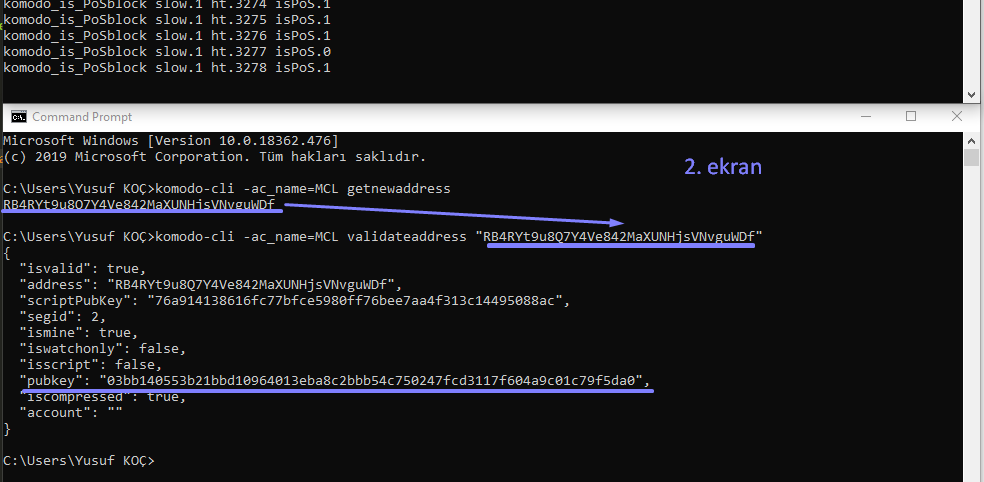 komodo_is_PoSblock slow.1 ht.3274 isPoS.1
komodo_is_PoSblock slow.1 ht.3275 isPoS.1
komodo_is_PoSblock slow.1 ht.3276 isPoS.1
komodo_is_PoSblock slow.1 ht.3277 isPoS.0
komodo_is_PoSblock slow.1 ht.3278 isPoS.1
Command Prompt
Microsoft Windows [Version 10.0.18362.476]
(c) 2019 Microsoft Corporation. Tüm hakları saklıdır.
2. ekran
C:\Users\Yusuf KOÇ>komodo-cli -ac_name=MCL getnewaddress
RB4RYt9u8Q7Y4Ve842MaXUNHjsVNvguWDf
C:\Users\Yusuf KOÇ>komodo-cli -ac_name=MCL validateaddress "RB4RYt9u8Q7Y4Ve842MaXUNHjsVNvguWDf"
{
"isvalid": true,
"address": "RB4RYt9u8Q7Y4Ve842MaXUNHjsVNvguWDf",
"scriptPubKey": "76a914138616fc77bfce5980ff76bee7aa4f313c14495088ac",
"segid": 2,
"ismine": true,
"iswatchonly": false,
"isscript": false,
"pubkey": "03bb140553b21bbd10964013eba8c2bbb54c750247fcd3117f604a9c01c79f5da0",
"iscompressed": true,
"account": ""
}
C:\Users\Yusuf KOÇ>